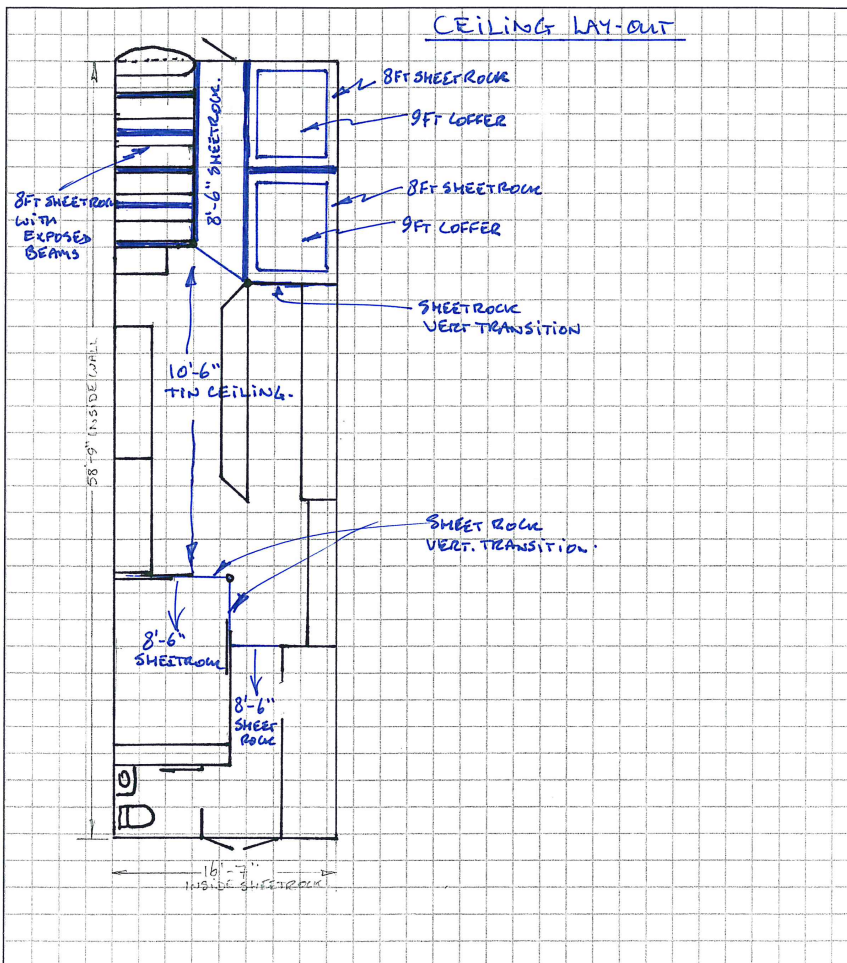 CEILING LAY-OUT
8FT SHEETROCK
9FT COFFER
8'-6" SHEETROCK.
8FT SHEETROCK
WITH
EXPOSED
BEAMS
8FT SHEETROCK
9FT COFFER
SHEETROCK
VERT TRANSITION
10'-6"
TIN CEILING.
58'-9" INSIDE WALL
SHEET ROCK
VERT. TRANSITION.
8'-6"
SHEETROCK
8'-6"
SHEET
ROCK
16'-7"
INSIDE SHEETROCK